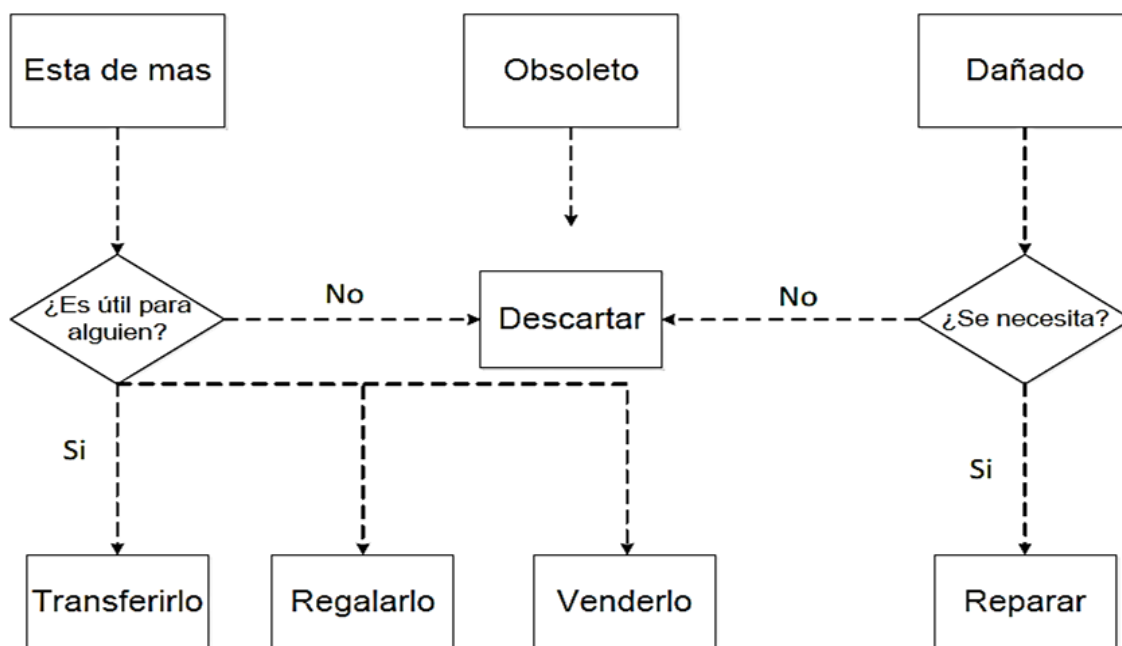 Esta de mas
Obsoleto
Dañado
¿Es útil para
alguien?
No
Descartar
No
¿Se necesita?
Si
Si
Transferirlo
Regalarlo
Venderlo
Reparar